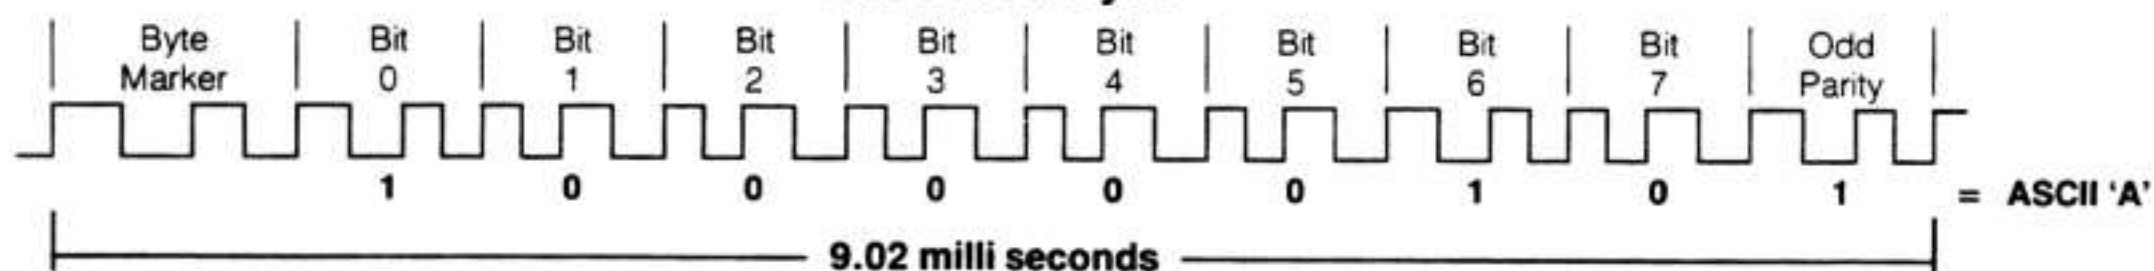 Byte Bit Bit Bit Bit Bit Bit Bit Bit Odd
Marker 0 1 2 3 4 5 6 7 Parity
1 0 0 0 0 0 1 0 1 = ASCII ‘A’
9.02 milli seconds